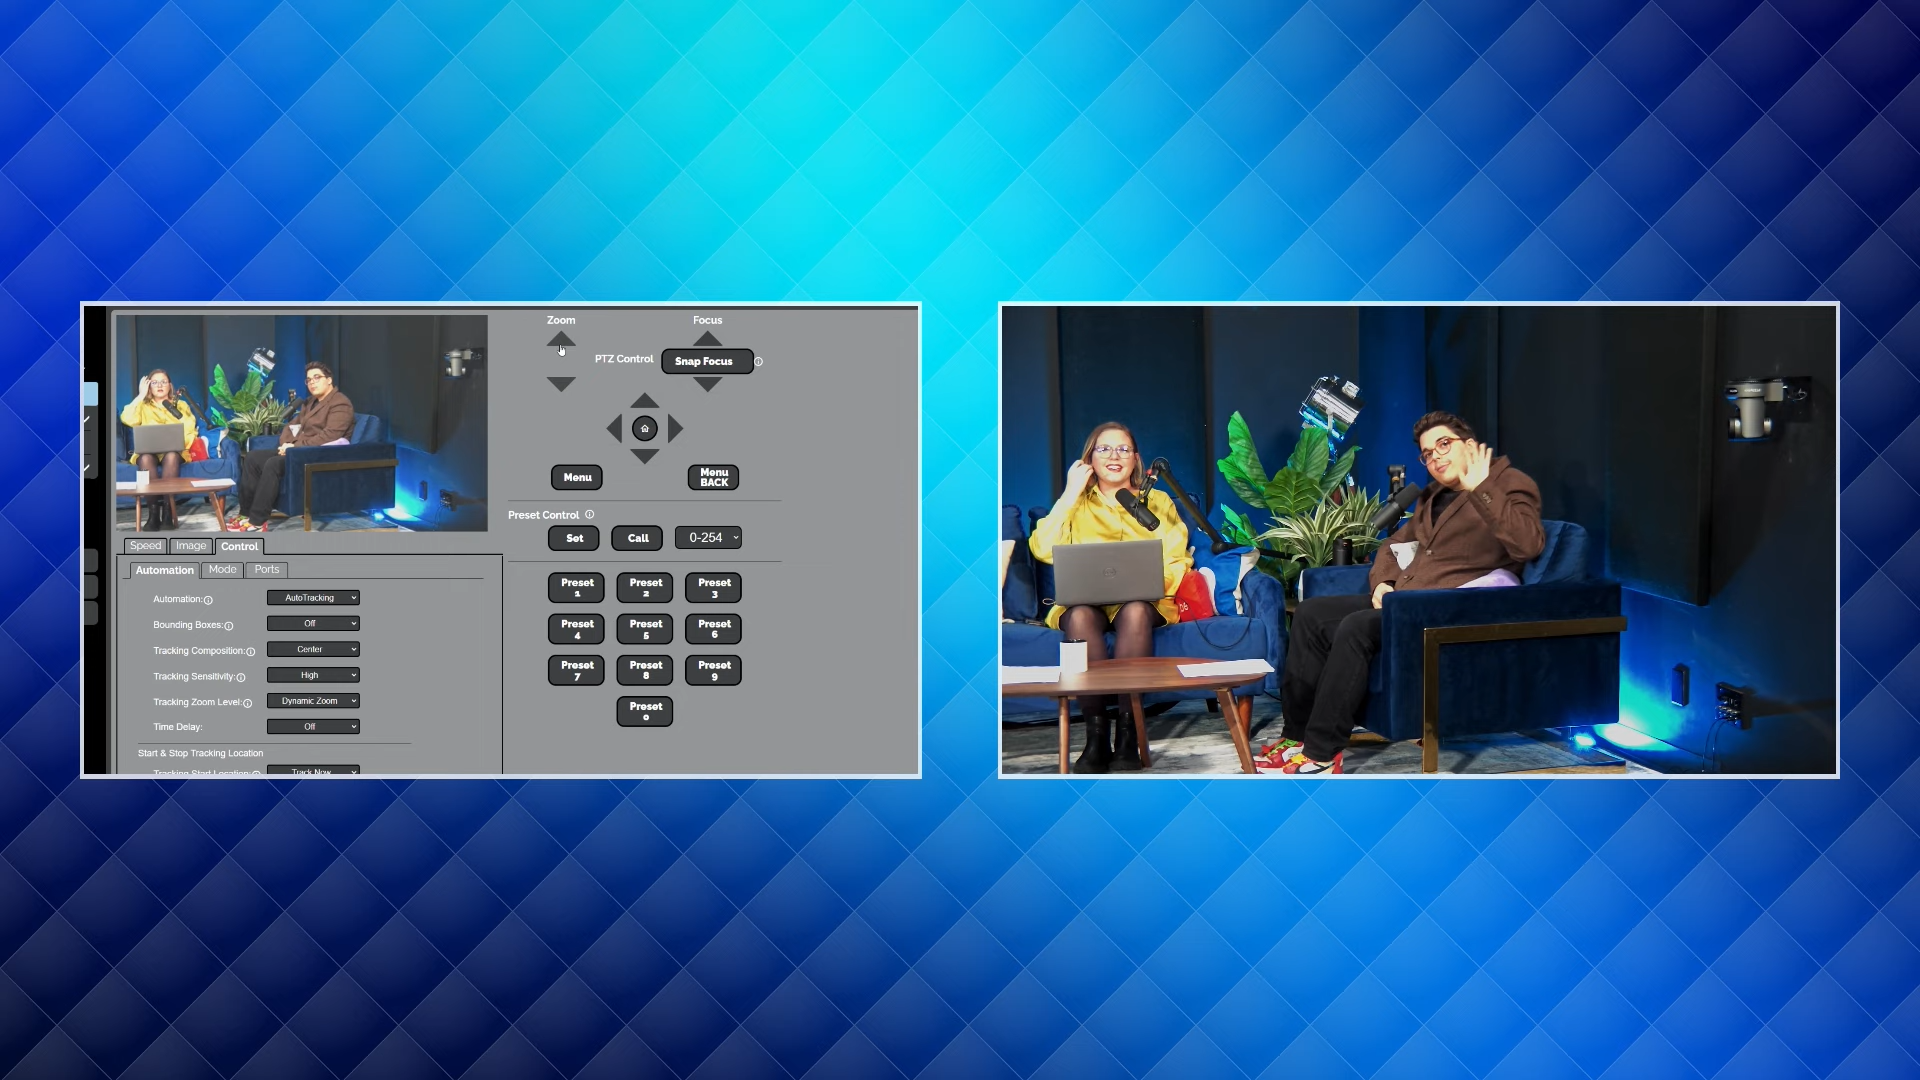 Zoom
Focus
PTZ Control
Snap Focus
Menu
Menu
BACK
Preset Control
Set
Call
0-254
Preset
1
Preset
2
Preset
3
Preset
4
Preset
5
Preset
6
Preset
7
Preset
8
Preset
9
Preset
0
Speed
Image
Control
Automation
Mode
Ports
Automation:
AutoTracking
Bounding Boxes:
Off
Tracking Composition:
Center
Tracking Sensitivity:
High
Tracking Zoom Level:
Dynamic Zoom
Time Delay:
Off
Start & Stop Tracking Location
Tracking Start Location:
Track Now